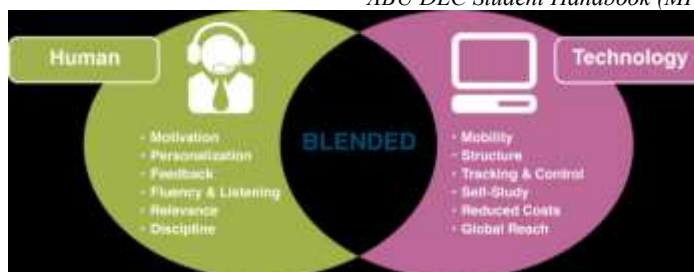 ABU DLC Student Handbook
Human
Technology
BLENDED
• Motivation
• Personalization
• Feedback
• Fluency & Listening
• Relevance
• Discipline
• Mobility
• Structure
• Tracking & Control
• Self-Study
• Reduced Costs
• Global Reach